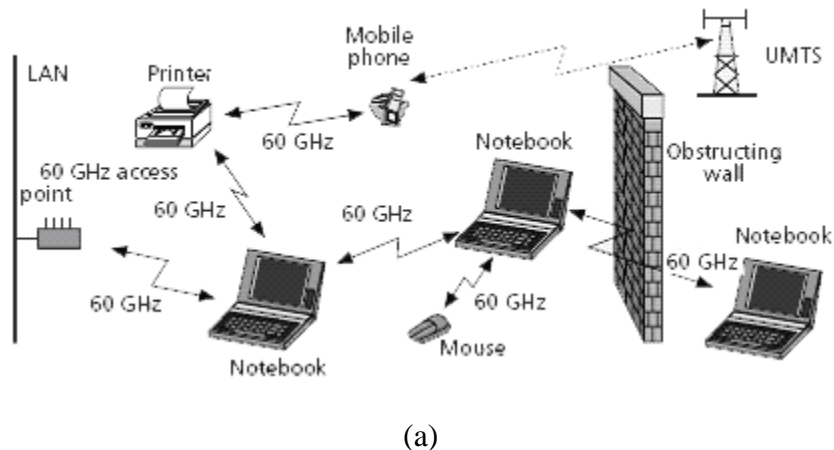 LAN
Printer
Mobile
phone
UMTS
60 GHz
Notebook
Obstructing
wall
60 GHz access
point
60 GHz
60 GHz
Notebook
60 GHz
60 GHz
60 GHz
Mouse
Notebook
(a)